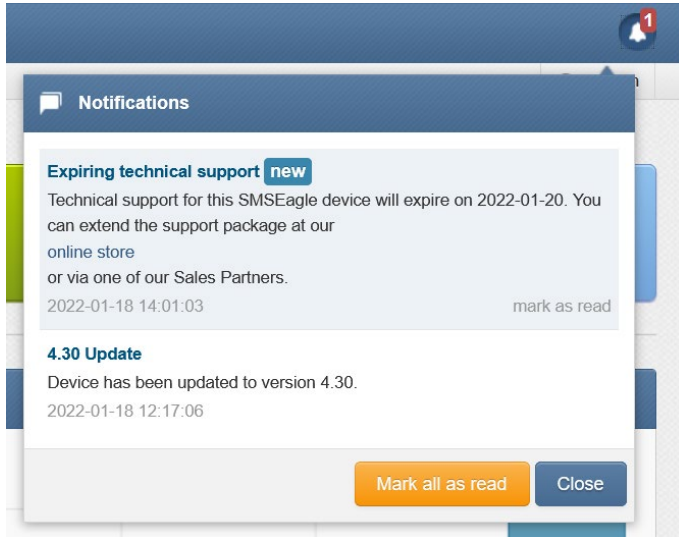 1
Notifications
Expiring technical support new
Technical support for this SMSEagle device will expire on 2022-01-20. You
can extend the support package at our
online store
or via one of our Sales Partners.
2022-01-18 14:01:03 mark as read
4.30 Update
Device has been updated to version 4.30.
2022-01-18 12:17:06
Mark all as read Close